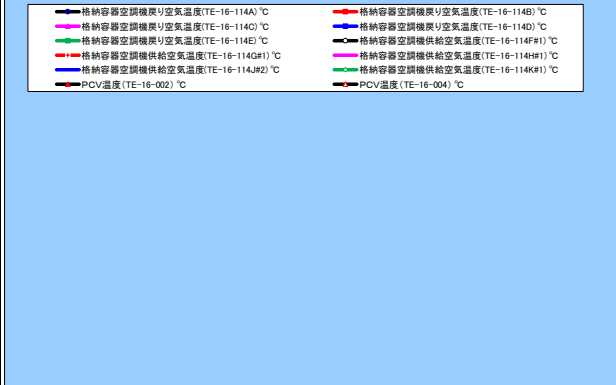 格納容器空調機戻り空気温度(TE-16-114A) ℃ 格納容器空調機戻り空気温度(TE-16-114B) ℃
格納容器空調機戻り空気温度(TE-16-114C) ℃ 格納容器空調機戻り空気温度(TE-16-114D) ℃
格納容器空調機戻り空気温度(TE-16-114E) ℃ 格納容器空調機供給空気温度(TE-16-114F#1) ℃
格納容器空調機供給空気温度(TE-16-114G#1) ℃ 格納容器空調機供給空気温度(TE-16-114H#1) ℃
格納容器空調機供給空気温度(TE-16-114J#2) ℃ 格納容器空調機供給空気温度(TE-16-114K#1) ℃
PCV温度(TE-16-002) ℃ PCV温度(TE-16-004) ℃